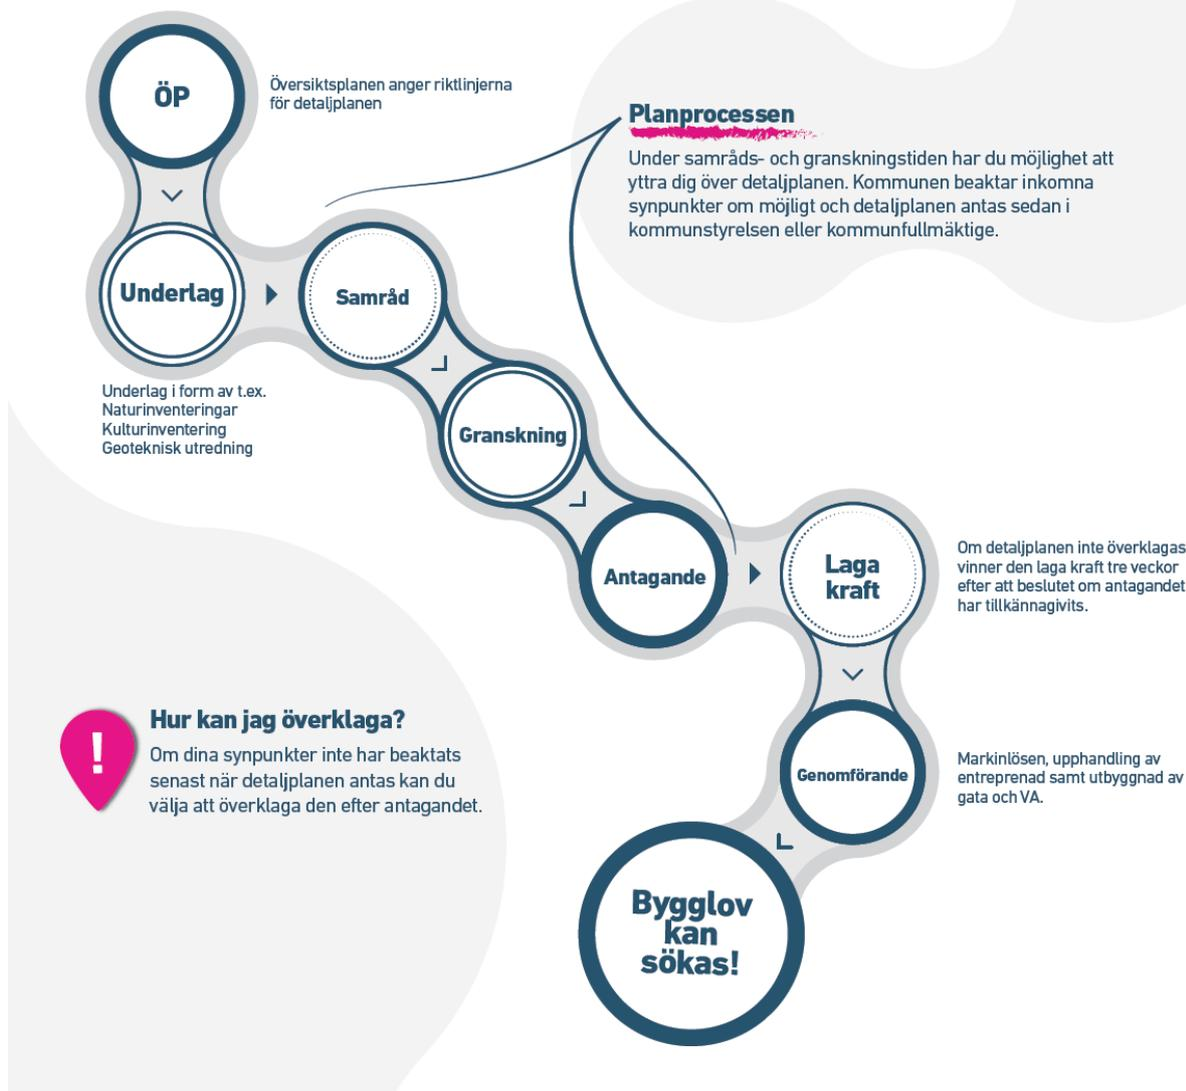 ÖP
Översiktsplanen anger riktlinjerna
för detaljplanen
Planprocessen
Under samråds- och granskningstiden har du möjlighet att
yttra dig över detaljplanen. Kommunen beaktar inkomna
synpunkter om möjligt och detaljplanen antas sedan i
kommunstyrelsen eller kommunfullmäktige.
Underlag
Underlag i form av t.ex.
Naturinventeringar
Kulturinventering
Geoteknisk utredning
Samråd
Granskning
Antagande
Laga
kraft
Om detaljplanen inte överklagas
vinner den laga kraft tre veckor
efter att beslutet om antagandet
har tillkännagivits.
Genomförande
Markinlösen, upphandling av
entreprenad samt utbyggnad av
gata och VA.
!
Hur kan jag överklaga?
Om dina synpunkter inte har beaktats
senast när detaljplanen antas kan du
välja att överklaga den efter antagandet.
Bygglov
kan
sökas!